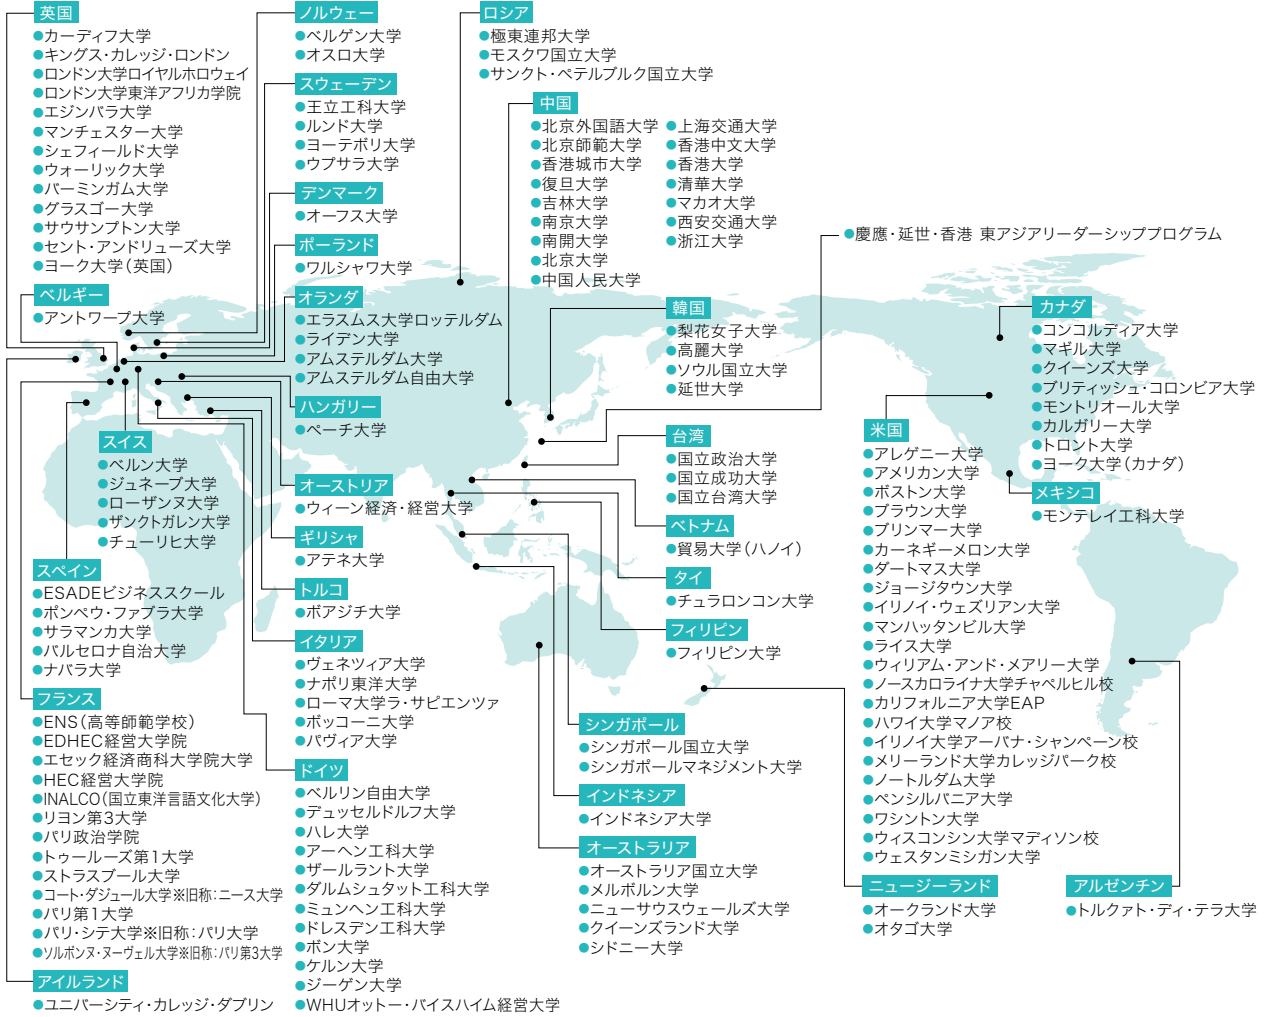 英国
●カーディフ大学
●キングス・カレッジ・ロンドン
●ロンドン大学ロイヤルホロウェイ
●ロンドン大学東洋アフリカ学院
●エジンバラ大学
●マンチェスター大学
●シェフィールド大学
●ウォーリック大学
●バーミンガム大学
●グラスゴー大学
●サウサンプトン大学
●セント・アンドリューズ大学
●ヨーク大学(英国)
ベルギー
●アントワープ大学
スイス
●ベルン大学
●ジュネーブ大学
●ローザンヌ大学
●ザンクトガレン大学
●チューリヒ大学
スペイン
●ESADEビジネススクール
●ポンペウ・ファブラ大学
●サラマンカ大学
●バルセロナ自治大学
●ナバラ大学
フランス
●ENS(高等師範学校)
●EDHEC経営大学院
●エセック経済商科大学院大学
●HEC経営大学院
●INALCO(国立東洋言語文化大学)
●リヨン第3大学
●パリ政治学院
●トゥールーズ第1大学
●ストラスブール大学
●コート・ダジュール大学※旧称:ニース大学
●パリ第1大学
●パリ・シテ大学※旧称:パリ大学
●ソルボンヌ・ヌーヴェル大学※旧称:パリ第3大学
アイルランド
●ユニバーシティ・カレッジ・ダブリン
ノルウェー
●ベルゲン大学
●オスロ大学
スウェーデン
●王立工科大学
●ルンド大学
●ヨーテボリ大学
●ウプサラ大学
デンマーク
●オーフス大学
ポーランド
●ワルシャワ大学
オランダ
●エラスムス大学ロッテルダム
●ライデン大学
●アムステルダム大学
●アムステルダム自由大学
ハンガリー
●ペーチ大学
オーストリア
●ウィーン経済・経営大学
ギリシャ
●アテネ大学
トルコ
●ボアジチ大学
イタリア
●ヴェネツィア大学
●ナポリ東洋大学
●ローマ大学ラ・サピエンツァ
●ボッコーニ大学
●パヴィア大学
ドイツ
●ベルリン自由大学
●デュッセルドルフ大学
●ハレ大学
●アーヘン工科大学
●ザールラント大学
●ダルムシュタット工科大学
●ミュンヘン工科大学
●ドレスデン工科大学
●ボン大学
●ケルン大学
●ジーゲン大学
●WHUオットー・バイスハイム経営大学
ロシア
●極東連邦大学
●モスクワ国立大学
●サンクト・ペテルブルク国立大学
中国
●北京外国語大学
●北京師範大学
●香港城市大学
●復旦大学
●吉林大学
●南京大学
●南開大学
●北京大学
●中国人民大学
●上海交通大学
●香港中文大学
●香港大学
●清華大学
●マカオ大学
●西安交通大学
●浙江大学
●慶應・延世・香港 東アジアリーダーシッププログラム
韓国
●梨花女子大学
●高麗大学
●ソウル国立大学
●延世大学
台湾
●国立政治大学
●国立成功大学
●国立台湾大学
ベトナム
●貿易大学(ハノイ)
タイ
●チュラロンコン大学
フィリピン
●フィリピン大学
シンガポール
●シンガポール国立大学
●シンガポールマネジメント大学
インドネシア
●インドネシア大学
オーストラリア
●オーストラリア国立大学
●メルボルン大学
●ニューサウスウェールズ大学
●クイーンズランド大学
●シドニー大学
カナダ
●コンコルディア大学
●マギル大学
●クイーンズ大学
●ブリティッシュ・コロンビア大学
●モントリオール大学
●カルガリー大学
●トロント大学
●ヨーク大学(カナダ)
メキシコ
●モンテレイ工科大学
米国
●アレゲニー大学
●アメリカン大学
●ボストン大学
●ブラウン大学
●ブリンマー大学
●カーネギーメロン大学
●ダートマス大学
●ジョージタウン大学
●イリノイ・ウェズリアン大学
●マンハッタンビル大学
●ライス大学
●ウィリアム・アンド・メアリー大学
●ノースカロライナ大学チャペルヒル校
●カリフォルニア大学EAP
●ハワイ大学マノア校
●イリノイ大学アーバナ・シャンペーン校
●メリーランド大学カレッジパーク校
●ノートルダム大学
●ペンシルバニア大学
●ワシントン大学
●ウィスコンシン大学マディソン校
●ウェスタンミシガン大学
ニュージーランド
●オークランド大学
●オタゴ大学
アルゼンチン
●トルクァト・ディ・テラ大学